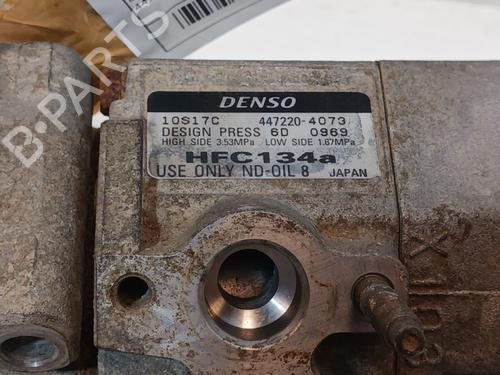 DENSO
10S17C 447220-4073
DESIGN PRESS 6D 0969
HIGH SIDE 3.53MPa LOW SIDE 1.67MPa
HFC134a
USE ONLY ND-OIL 8 JAPAN